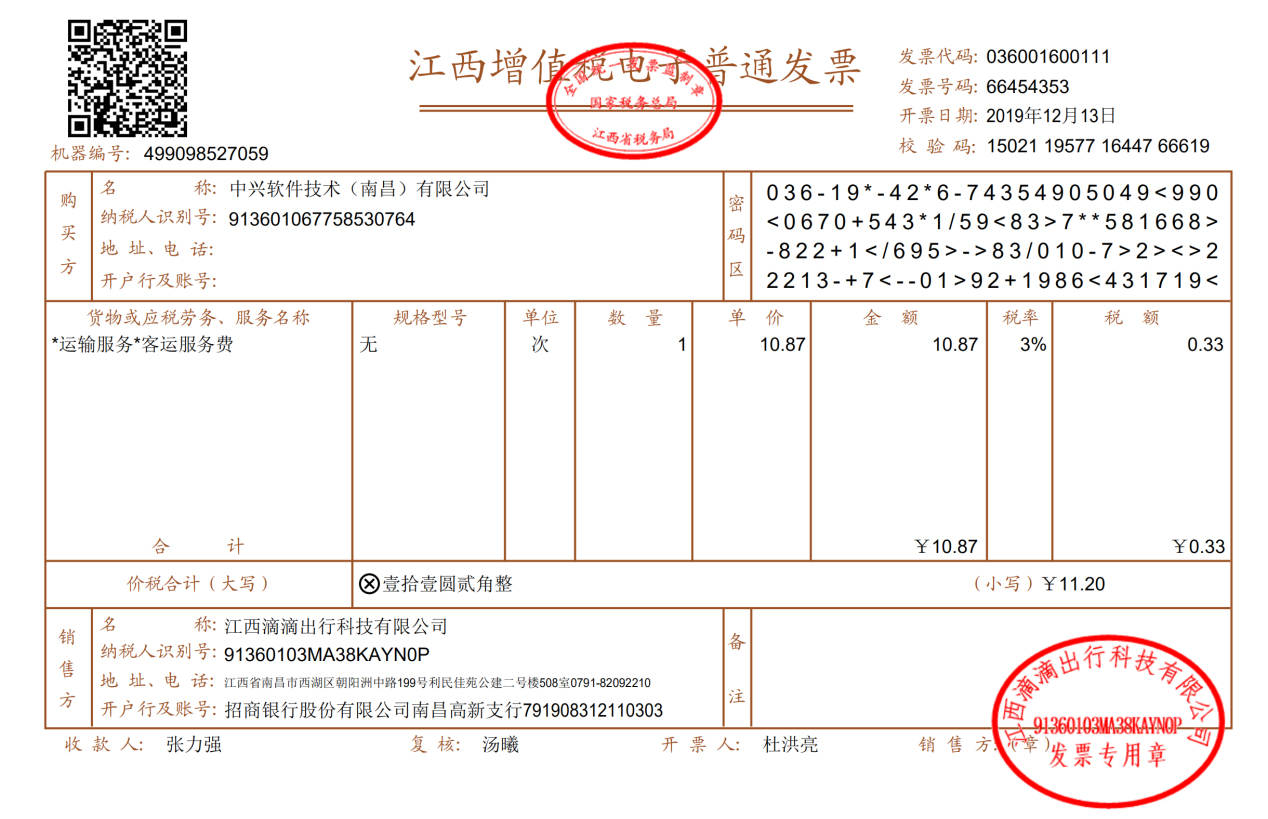 江西增值税电子普通发票
全国统一发票监制章
国家税务总局
江西省税务局
发票代码: 036001600111
发票号码: 66454353
开票日期: 2019年12月13日
校 验 码: 15021 19577 16447 66619
机器编号: 499098527059
购买方
名 称: 中兴软件技术（南昌）有限公司
纳税人识别号: 913601067758530764
地 址、电 话:
开户行及账号:
密码区
036-19*-42*6-74354905049<990
<0670+543*1/59<83>7**581668>
-822+1</695>->83/010-7>2><>2
2213-+7<--01>92+1986<431719<
货物或应税劳务、服务名称 规格型号 单位 数 量 单 价 金 额 税率 税 额
*运输服务*客运服务费 无 次 1 10.87 10.87 3% 0.33
合 计 ￥10.87 ￥0.33
价税合计（大写） ⊗壹拾壹圆贰角整 （小写）￥11.20
销售方
名 称: 江西滴滴出行科技有限公司
纳税人识别号: 91360103MA38KAYN0P
地 址、电 话: 江西省南昌市西湖区朝阳洲中路199号利民佳苑公建二号楼508室0791-82092210
开户行及账号: 招商银行股份有限公司南昌高新支行791908312110303
备注
收 款 人: 张力强 复 核: 汤曦 开 票 人: 杜洪亮 销 售 方:（章）
江西滴滴出行科技有限公司
91360103MA38KAYN0P
发票专用章